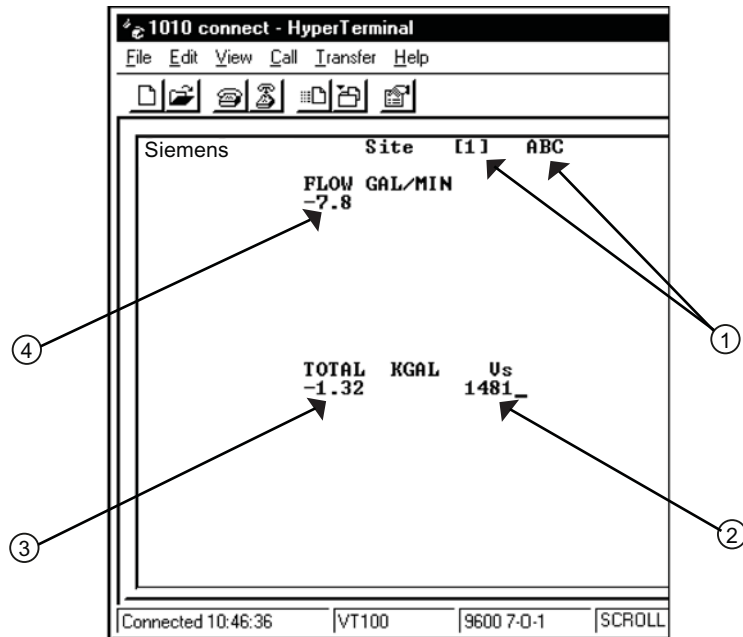 1010 connect - HyperTerminal
File Edit View Call Transfer Help
Siemens Site [1] ABC
FLOW GAL/MIN
-7.8
4
1
TOTAL KGAL Vs
-1.32 1481_
3
2
Connected 10:46:36 VT100 9600 7-O-1 SCROLL